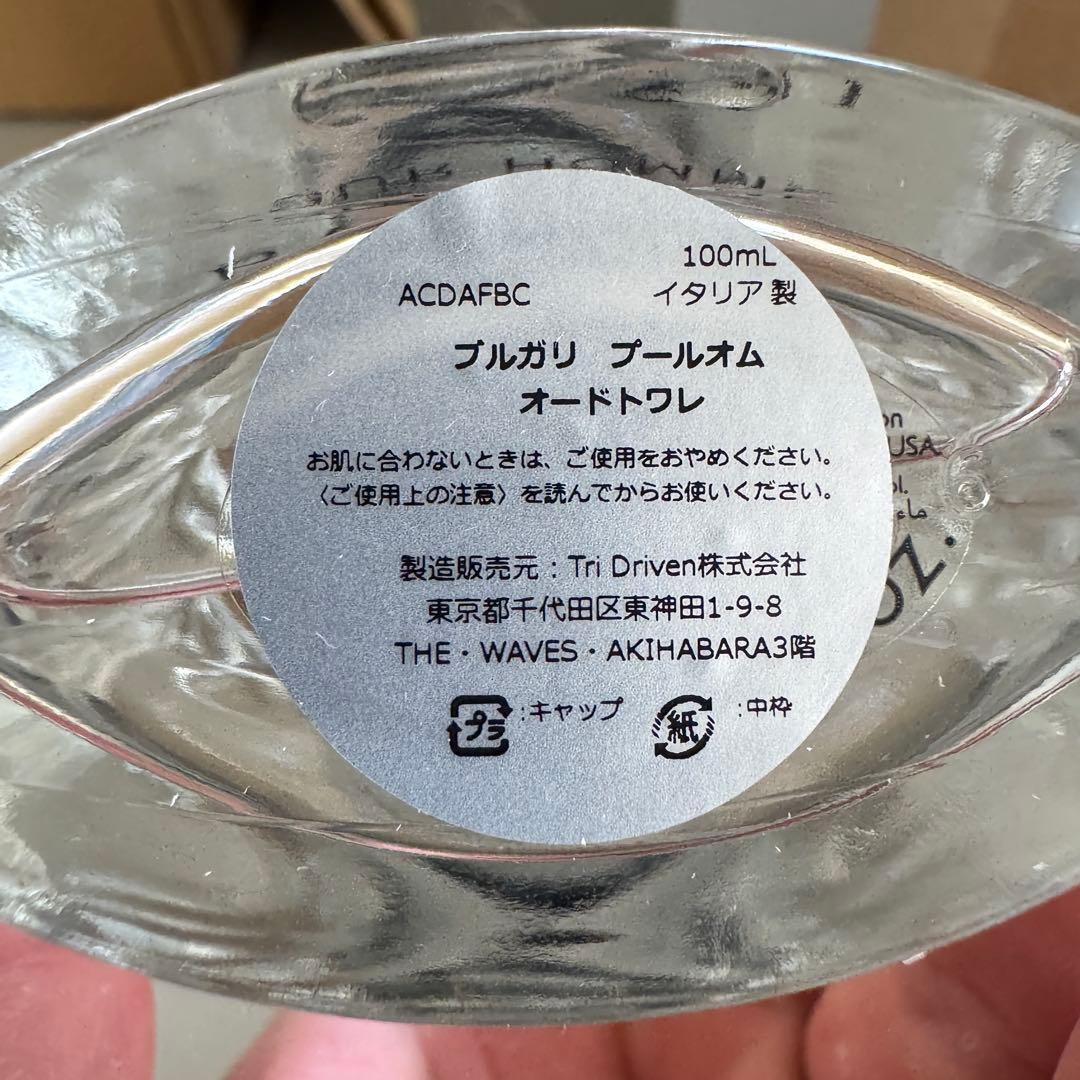 100mL
ACDAFBC イタリア製
ブルガリ プールオム
オードトワレ
お肌に合わないときは、ご使用をおやめください。
〈ご使用上の注意〉を読んでからお使いください。
製造販売元：Tri Driven株式会社
東京都千代田区東神田1-9-8
THE・WAVES・AKIHABARA3階
プラ :キャップ 紙 :中枠
USA
oz.